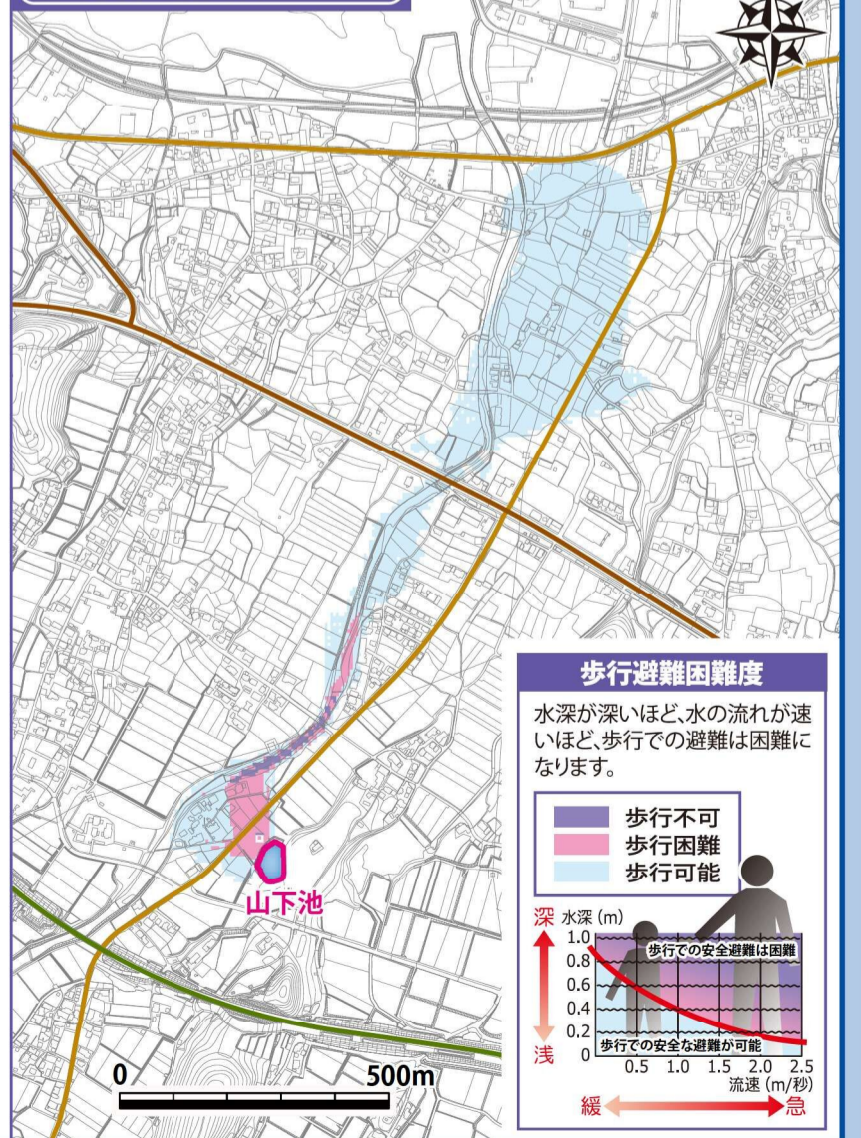 山下池
0
500m
歩行避難困難度
水深が深いほど、水の流れが速
いほど、歩行での避難は困難に
なります。
歩行不可
歩行困難
歩行可能
深
水深(m)
1.0
0.8
0.6
0.4
0.2
0
浅
歩行での安全避難は困難
歩行での安全な避難が可能
0.5 1.0 1.5 2.0 2.5
流速(m/秒)
緩
急